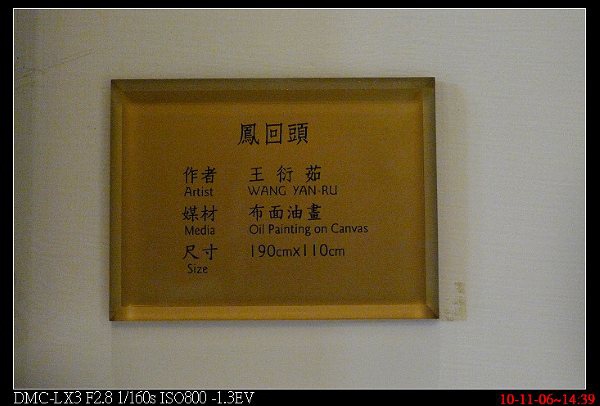 鳳回頭
作者 王衍茹
Artist WANG YAN-RU
媒材 布面油畫
Media Oil Painting on Canvas
尺寸 190cmx110cm
Size
DMC-LX3 F2.8 1/160s ISO800 -1.3EV
10-11-06~14:39